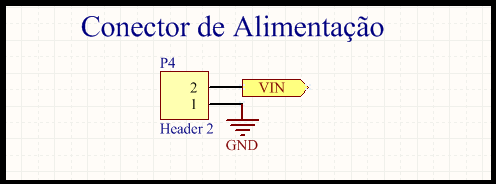 Conector de Alimentação
P4
2
VIN
1
Header 2
GND